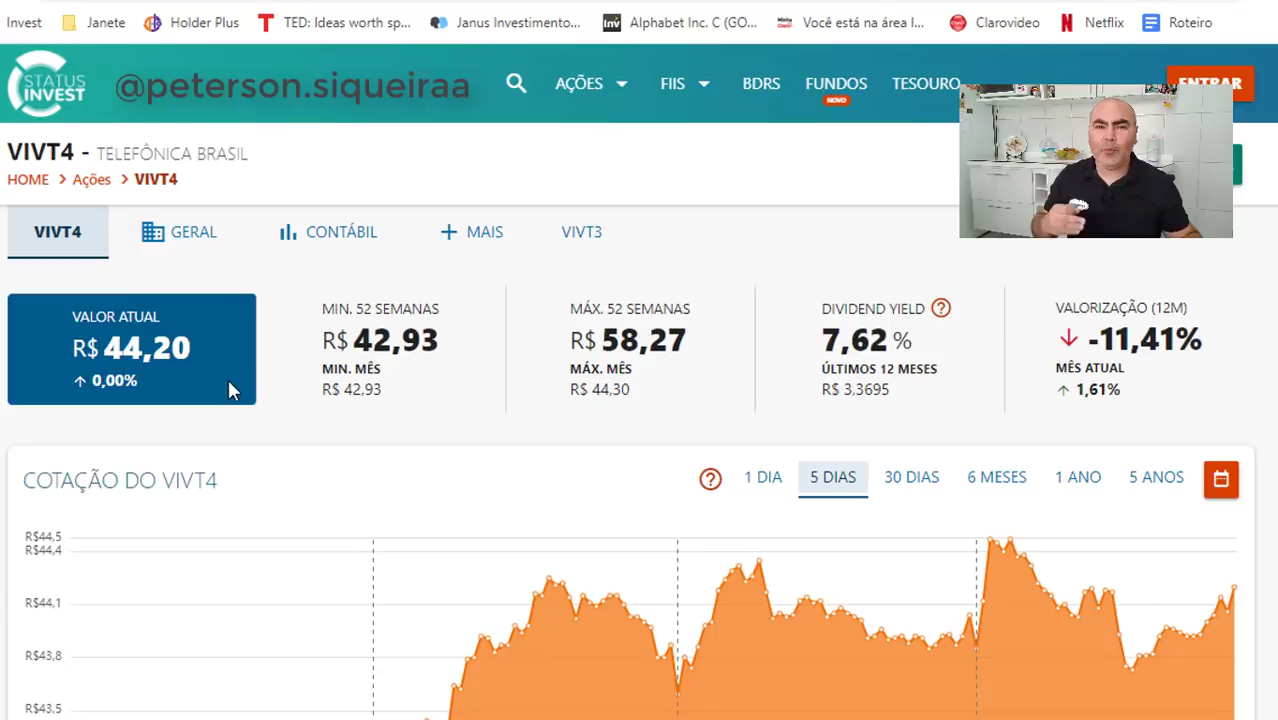 Invest Janete Holder Plus TED: Ideas worth sp... Janus Investimento... Alphabet Inc. C (GO... Você está na área I... Clarovideo Netflix Roteiro
STATUS INVEST @peterson.siqueiraa AÇÕES FIIS BDRS FUNDOS TESOURO ENTRAR
NOVO
VIVT4 - TELEFÔNICA BRASIL
HOME > Ações > VIVT4
VIVT4 GERAL CONTÁBIL MAIS VIVT3
VALOR ATUAL
R$ 44,20
0,00%
MIN. 52 SEMANAS
R$ 42,93
MIN. MÊS
R$ 42,93
MÁX. 52 SEMANAS
R$ 58,27
MÁX. MÊS
R$ 44,30
DIVIDEND YIELD ?
7,62 %
ÚLTIMOS 12 MESES
R$ 3,3695
VALORIZAÇÃO (12M)
-11,41%
MÊS ATUAL
1,61%
COTAÇÃO DO VIVT4 ? 1 DIA 5 DIAS 30 DIAS 6 MESES 1 ANO 5 ANOS
R$44,5
R$44,4
R$44,1
R$43,8
R$43,5